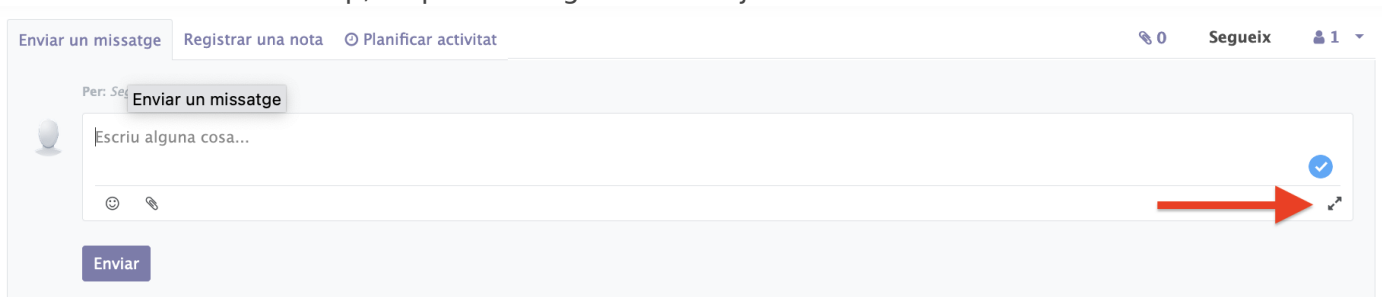 Enviar un missatge Registrar una nota Planificar activitat 0 Segueix 1
Per:
Enviar un missatge
Escriu alguna cosa...
Enviar